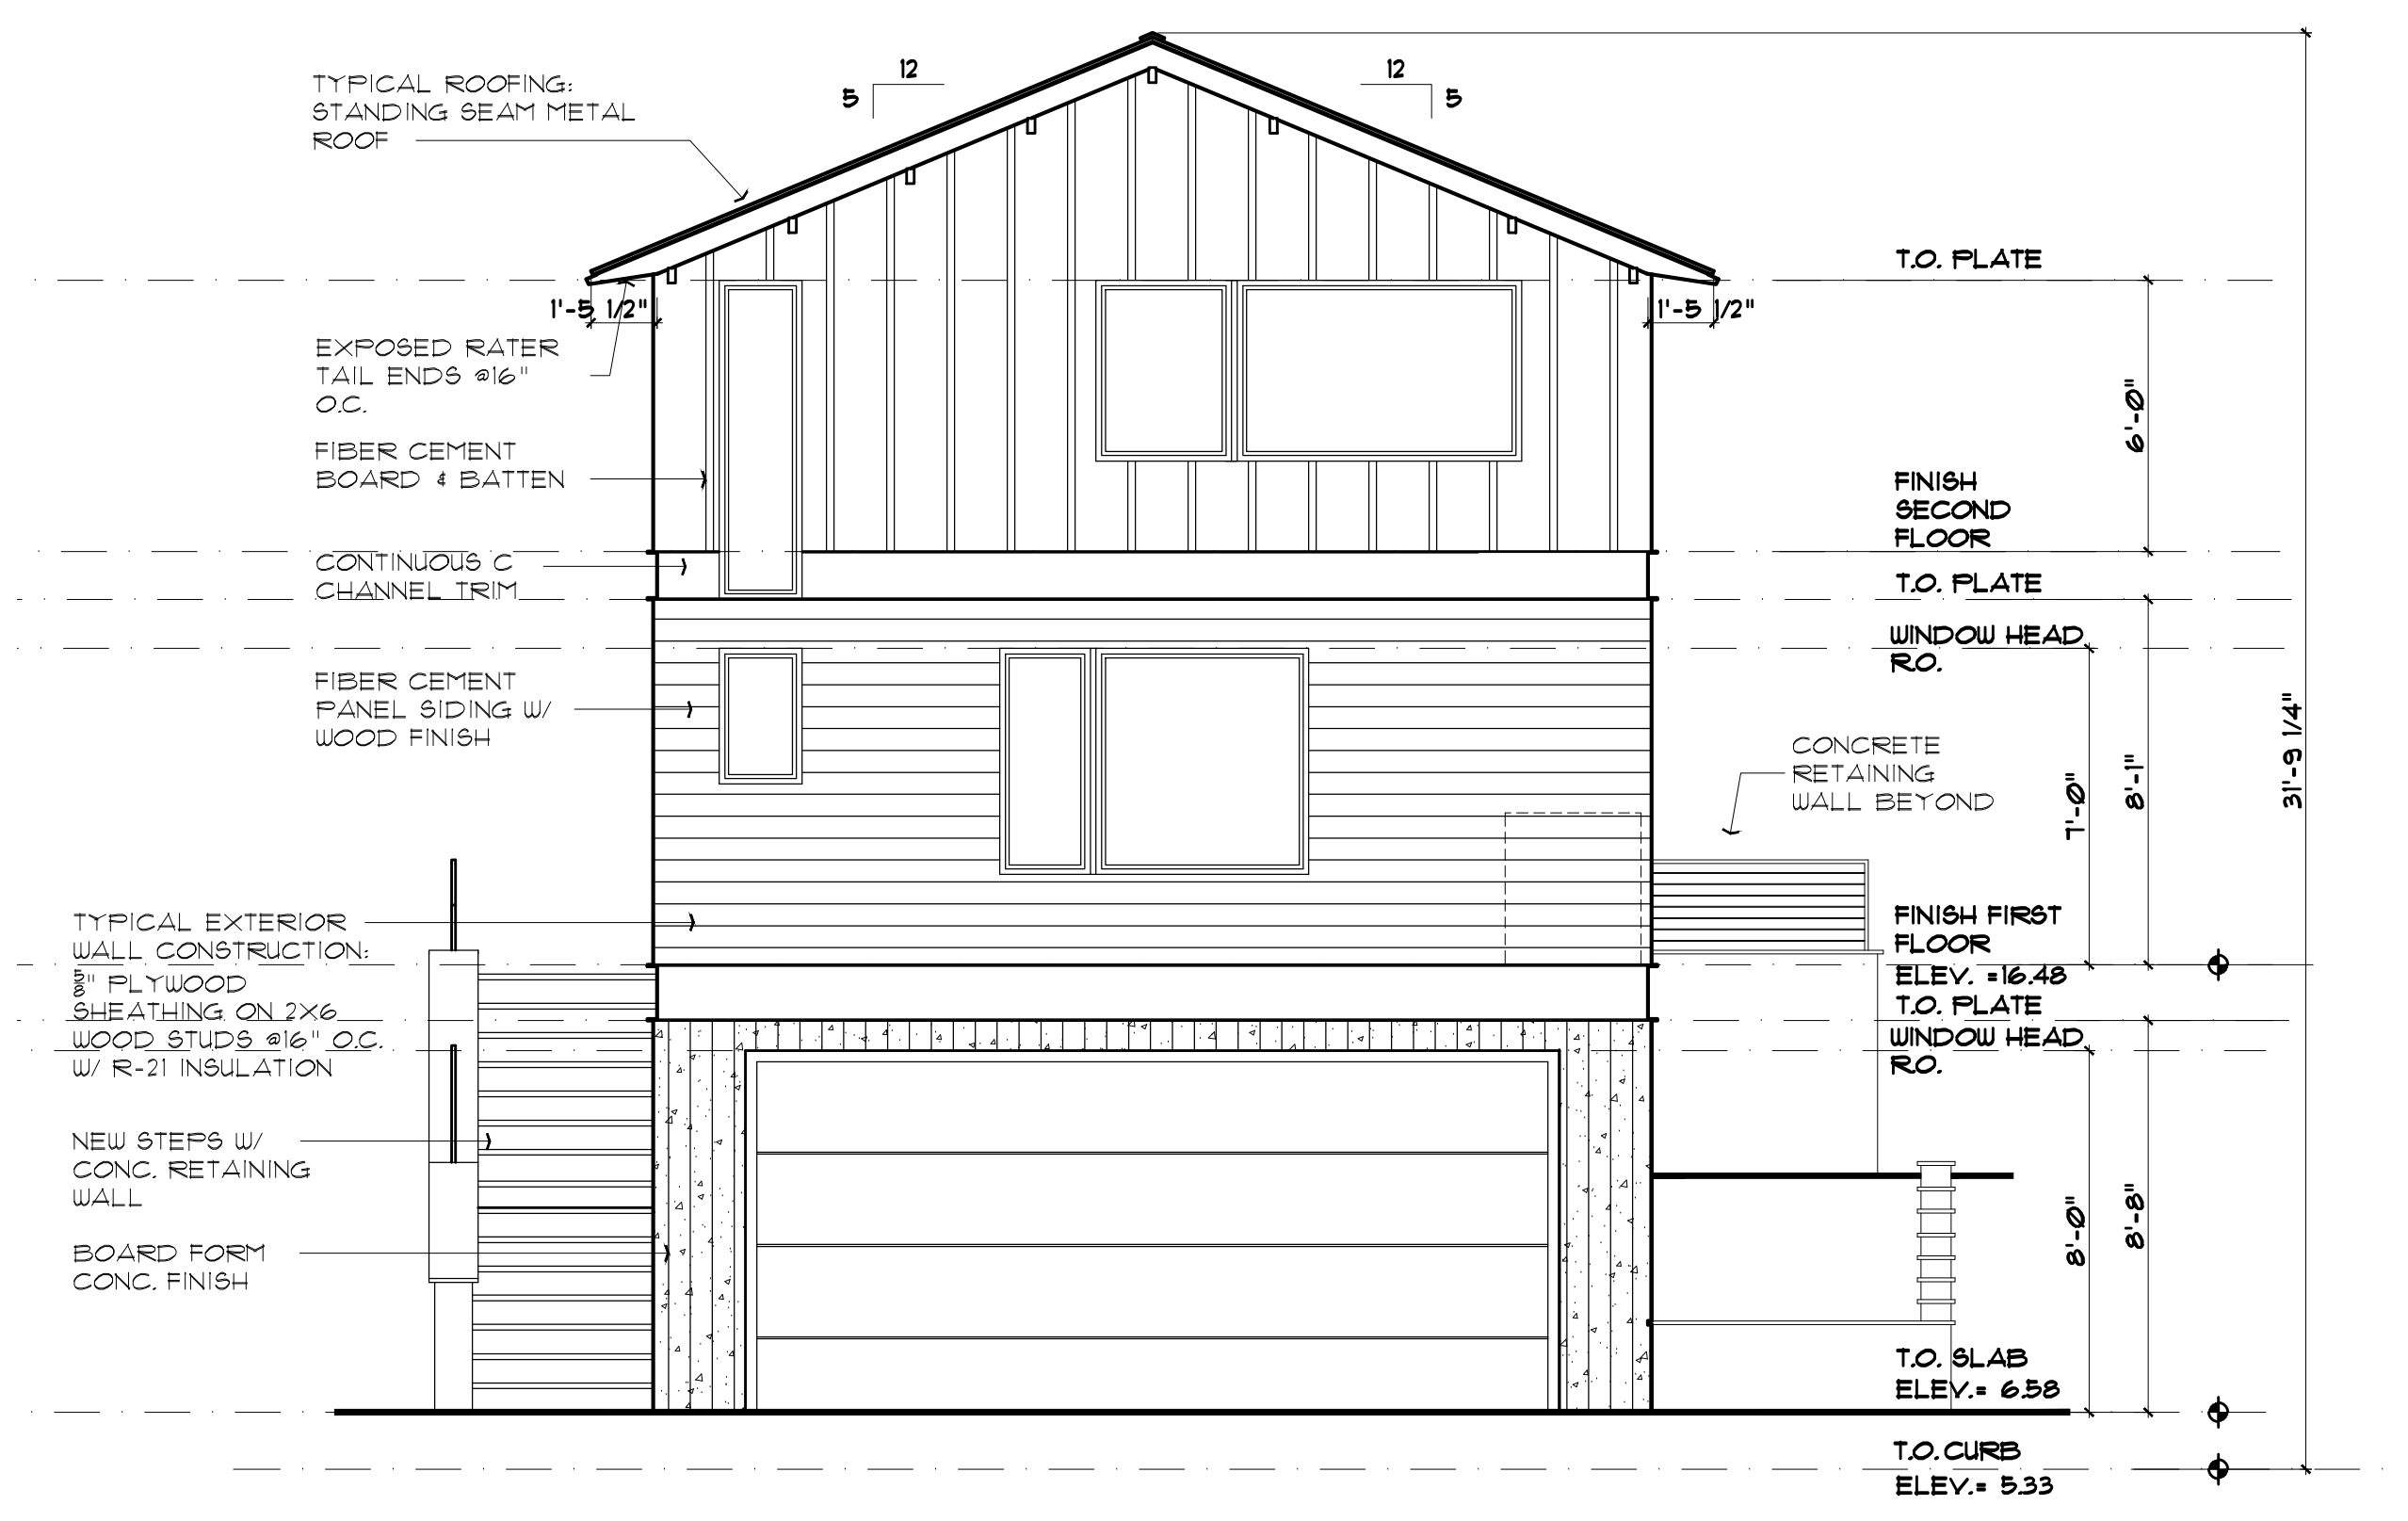 12
12
5
5
TYPICAL ROOFING:
STANDING SEAM METAL
ROOF
T.O. PLATE
1'-5 1/2"
1'-5 1/2"
EXPOSED RATER
TAIL ENDS @16"
O.C.
6'-0"
FIBER CEMENT
BOARD & BATTEN
FINISH
SECOND
FLOOR
CONTINUOUS C
CHANNEL TRIM
T.O. PLATE
WINDOW HEAD
R.O.
FIBER CEMENT
PANEL SIDING W/
WOOD FINISH
CONCRETE
RETAINING
WALL BEYOND
7'-0"
8'-1"
31'-9 1/4"
TYPICAL EXTERIOR
WALL CONSTRUCTION:
5/8" PLYWOOD
SHEATHING ON 2X6
WOOD STUDS @16" O.C.
W/ R-21 INSULATION
FINISH FIRST
FLOOR
ELEV. =16.48
T.O. PLATE
WINDOW HEAD
R.O.
NEW STEPS W/
CONC. RETAINING
WALL
BOARD FORM
CONC. FINISH
8'-0"
8'-8"
T.O. SLAB
ELEV.= 6.58
T.O. CURB
ELEV.= 5.33